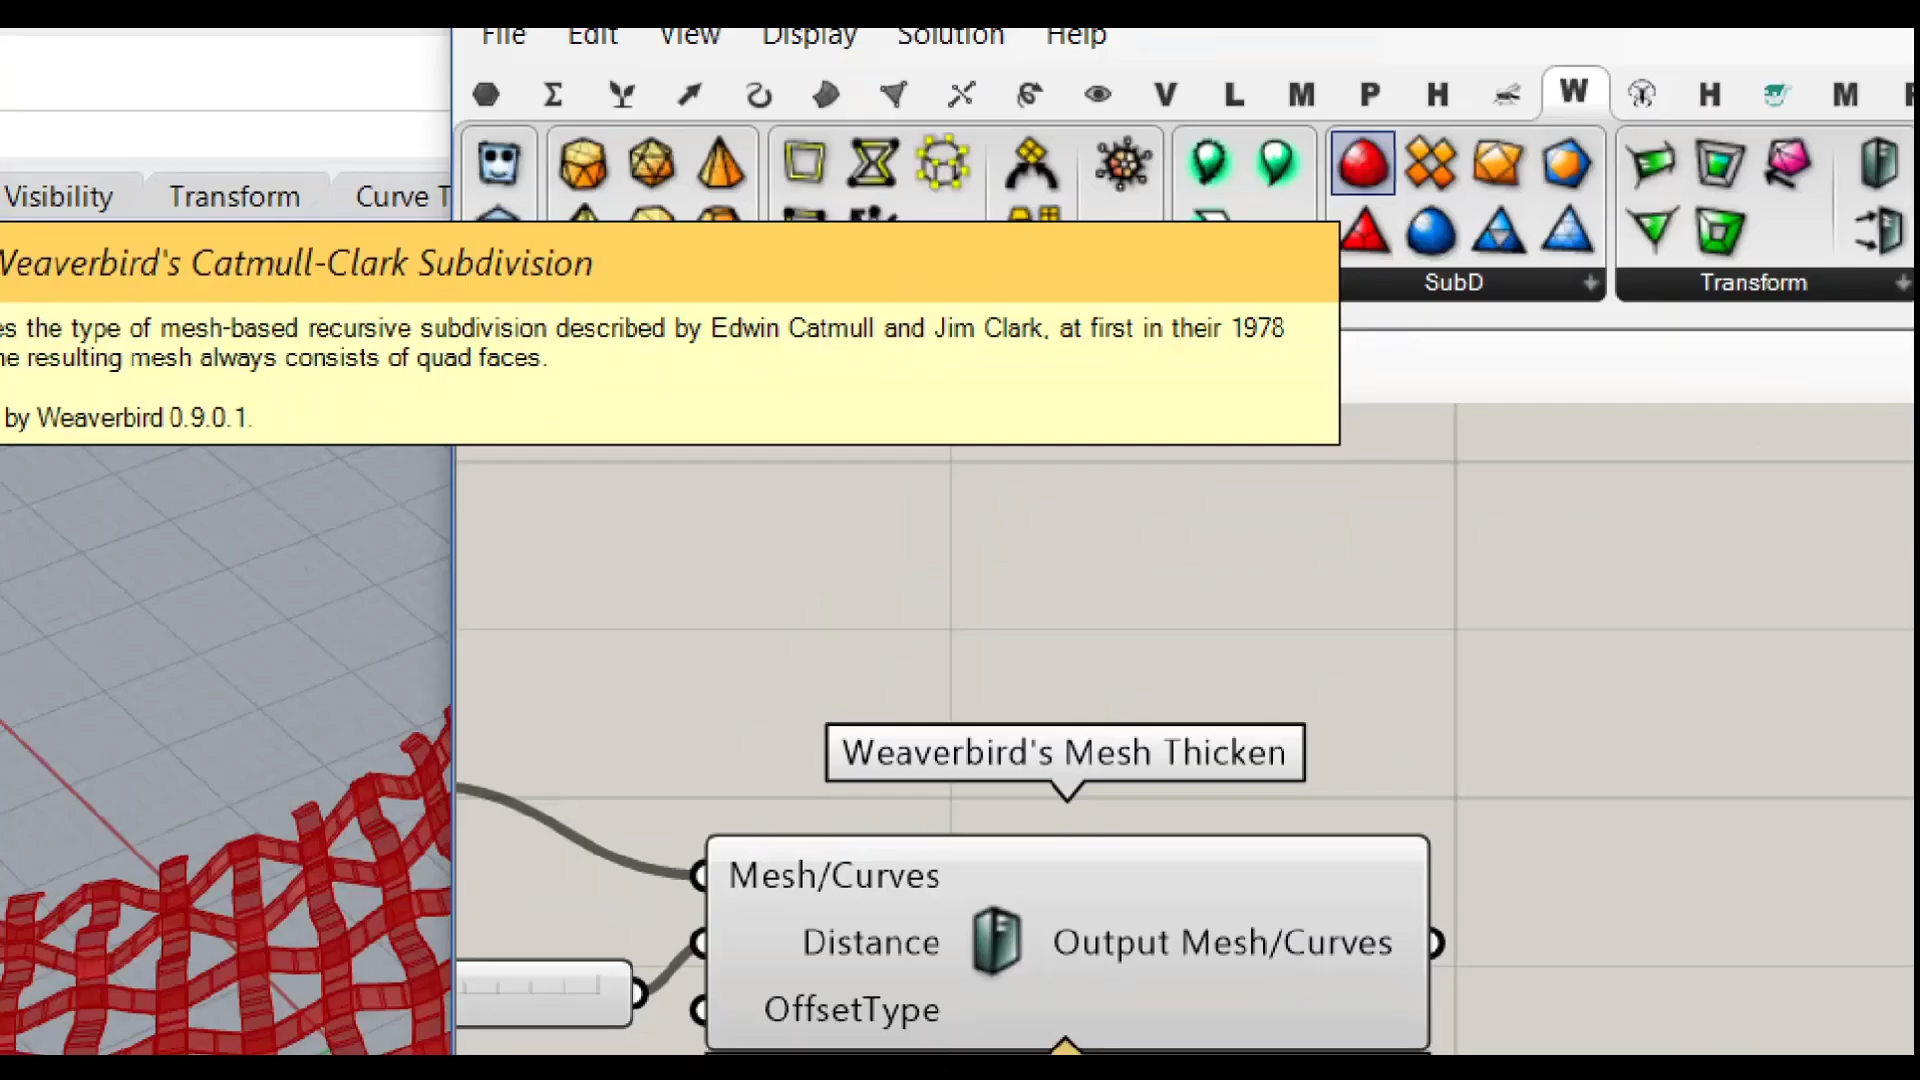 File Edit View Display Solution Help
Σ V L M P H W H M
Visibility Transform Curve T
SubD Transform
Weaverbird's Catmull-Clark Subdivision
es the type of mesh-based recursive subdivision described by Edwin Catmull and Jim Clark, at first in their 1978
he resulting mesh always consists of quad faces.
by Weaverbird 0.9.0.1.
Weaverbird's Mesh Thicken
Mesh/Curves
Distance Output Mesh/Curves
OffsetType